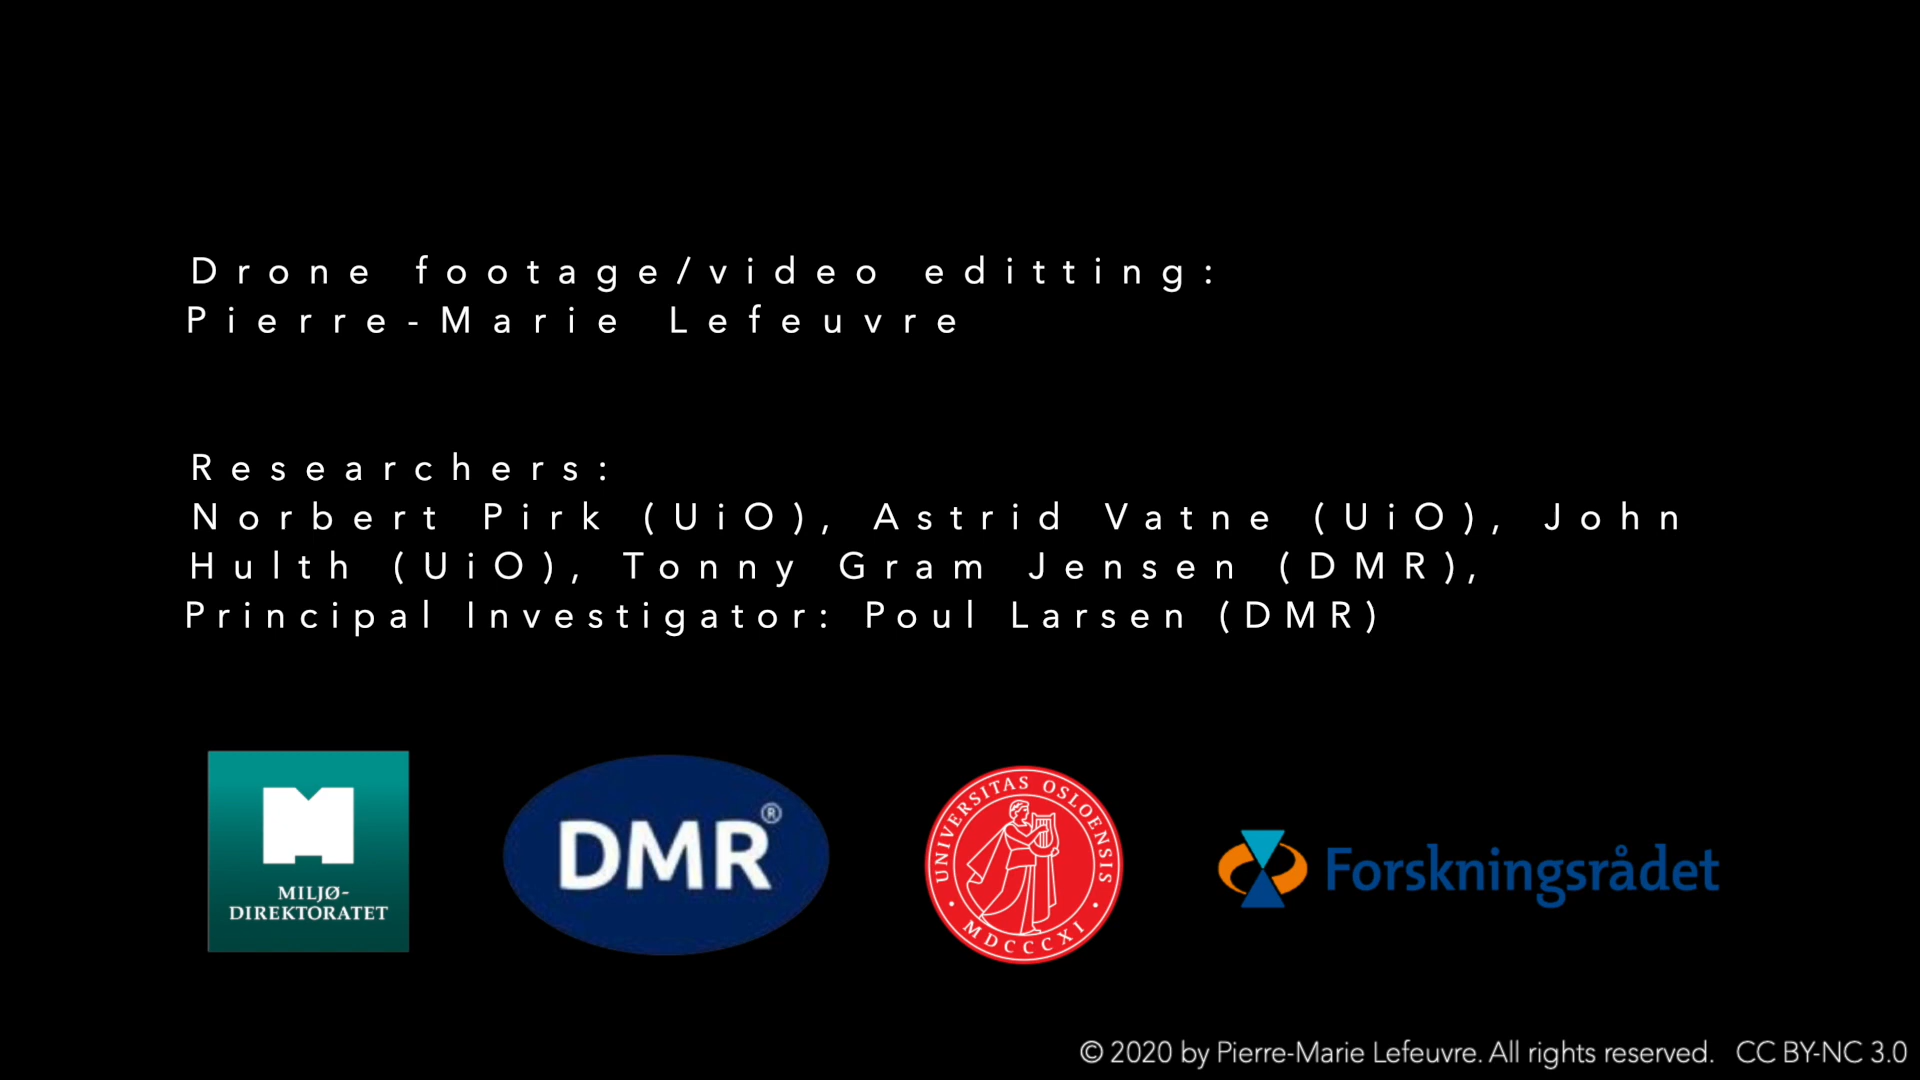 Drone footage/video editting:
Pierre-Marie Lefeuvre
Researchers:
Norbert Pirk (UiO), Astrid Vatne (UiO), John
Hulth (UiO), Tonny Gram Jensen (DMR),
Principal Investigator: Poul Larsen (DMR)
MILJØ-
DIREKTORATET
DMR®
UNIVERSITAS OSLOENSIS
MDCCCXI
Forskningsrådet
© 2020 by Pierre-Marie Lefeuvre. All rights reserved. CC BY-NC 3.0